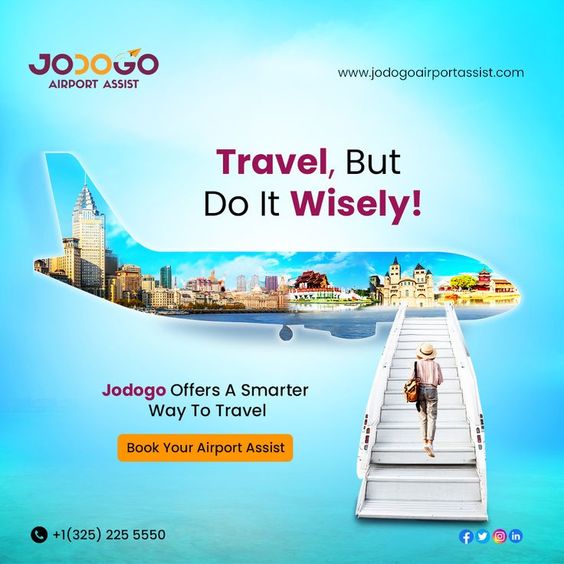 JODOGO
AIRPORT ASSIST
www.jodogoairportassist.com
Travel, But
Do It Wisely!
Jodogo Offers A Smarter
Way To Travel
Book Your Airport Assist
+1(325) 225 5550